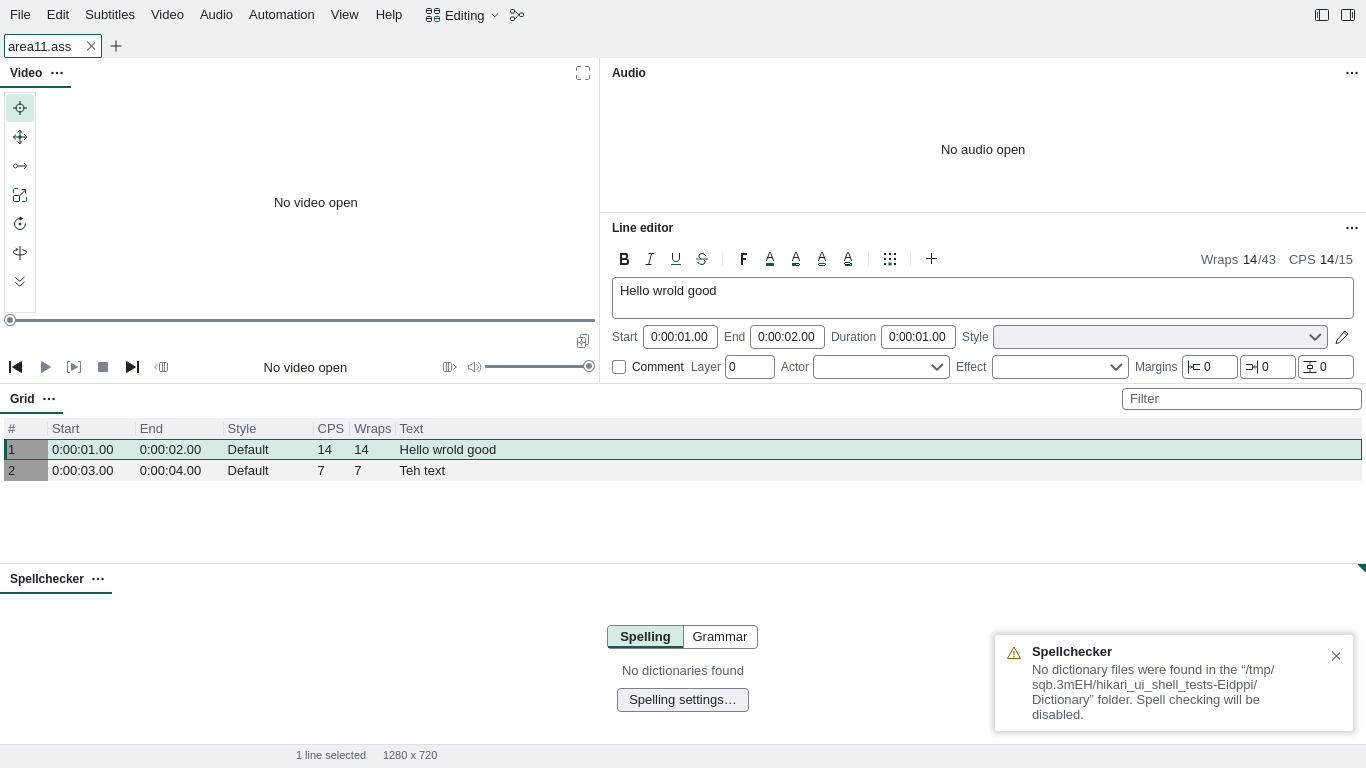 File Edit Subtitles Video Audio Automation View Help Editing
area11.ass
Video
No video open
No video open
Audio
No audio open
Line editor
B I U S F A A A A Wraps 14/43 CPS 14/15
Hello wrold good
Start 0:00:01.00 End 0:00:02.00 Duration 0:00:01.00 Style
Comment Layer 0 Actor Effect Margins 0 0 0
Grid Filter
# Start End Style CPS Wraps Text
1 0:00:01.00 0:00:02.00 Default 14 14 Hello wrold good
2 0:00:03.00 0:00:04.00 Default 7 7 Teh text
Spellchecker
Spelling Grammar
No dictionaries found
Spelling settings…
Spellchecker
No dictionary files were found in the “/tmp/
sqb.3mEH/hikari_ui_shell_tests-Eidppi/
Dictionary” folder. Spell checking will be
disabled.
1 line selected 1280 x 720